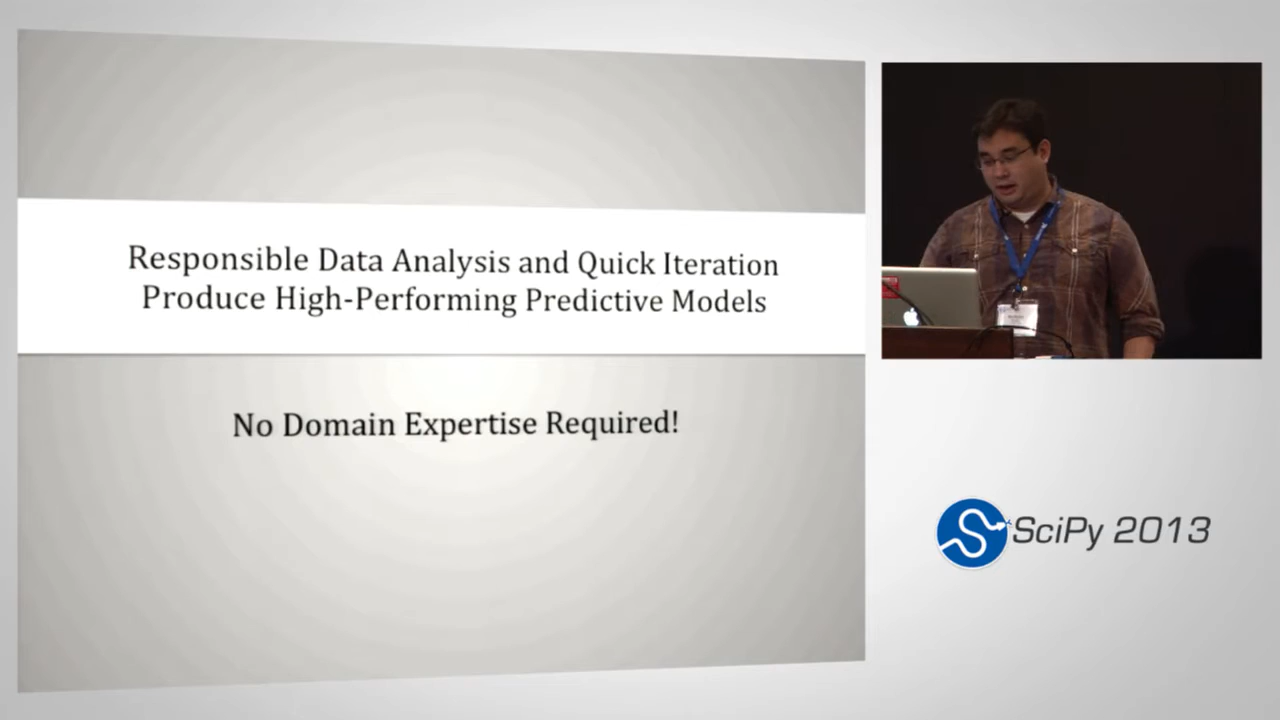 Responsible Data Analysis and Quick Iteration
Produce High-Performing Predictive Models
No Domain Expertise Required!
SciPy 2013